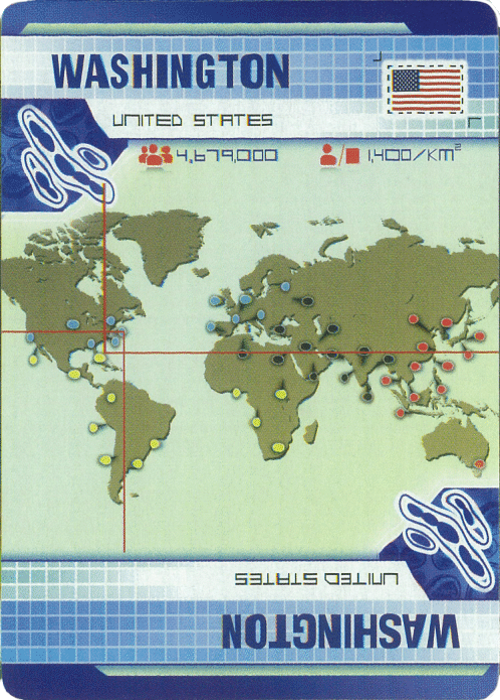 WASHINGTON
UNITED STATES
4,679,000
1,400/KM²
UNITED STATES
WASHINGTON